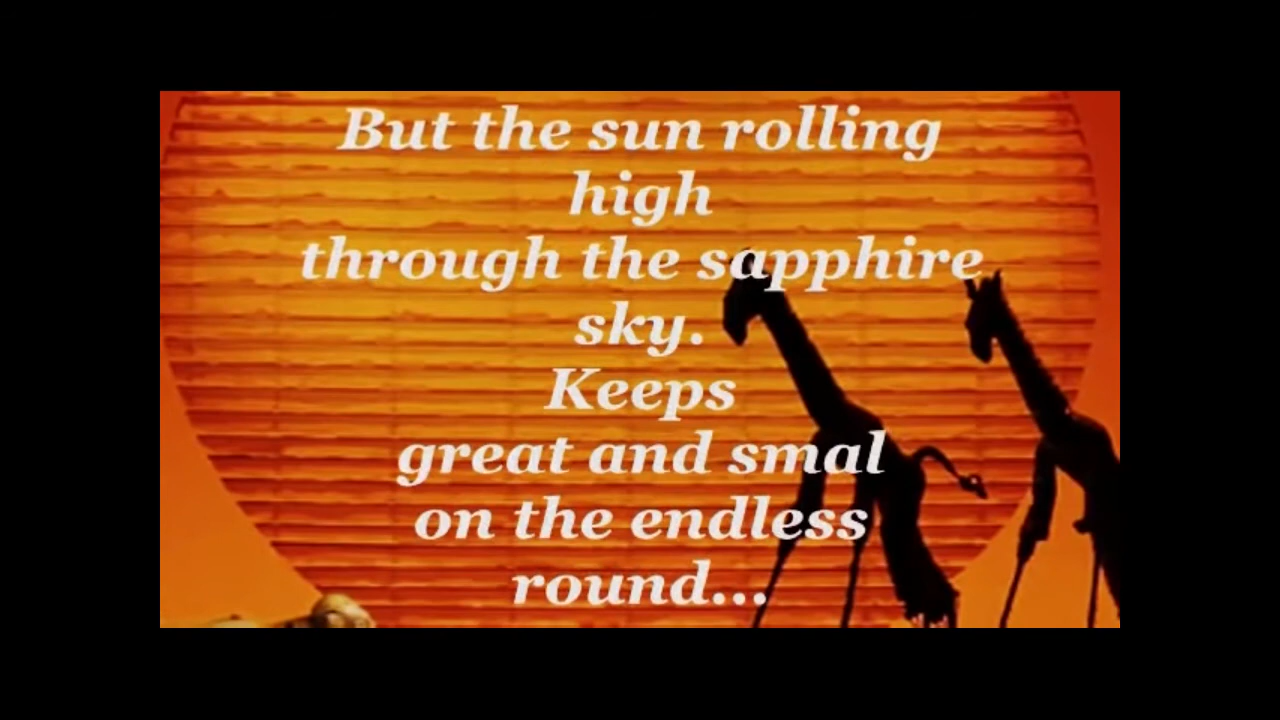 But the sun rolling
high
through the sapphire
sky.
Keeps
great and smal
on the endless
round...